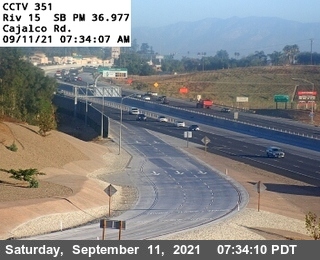 CCTV 351
Riv 15 SB PM 36.977
Cajalco Rd.
09/11/21 07:34:07 AM
Saturday, September 11, 2021 07:34:10 PDT